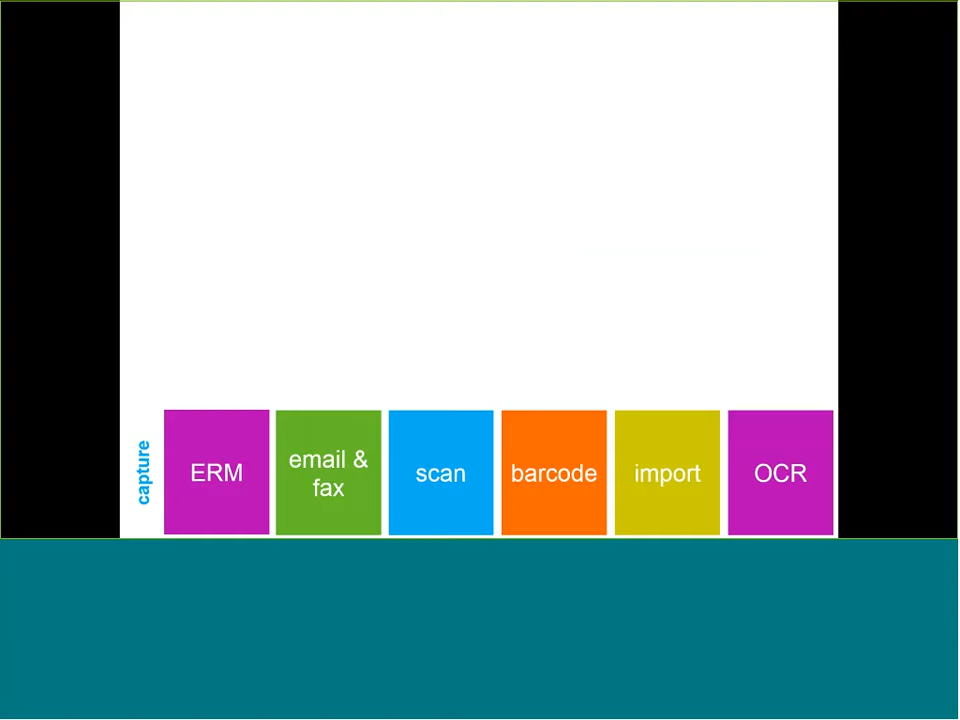 capture
ERM
email &
fax
scan
barcode
import
OCR